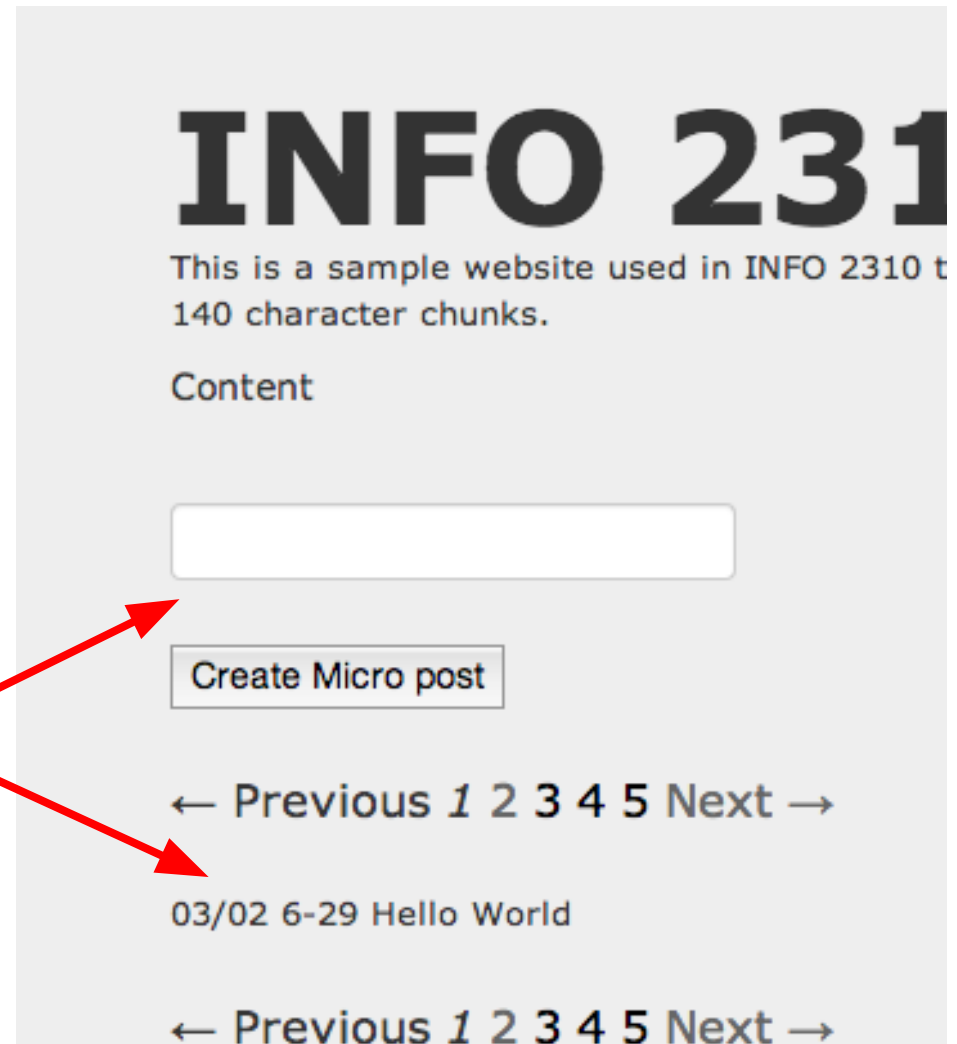 INFO 231
This is a sample website used in INFO 2310 t
140 character chunks.
Content
Create Micro post
← Previous 1 2 3 4 5 Next →
03/02 6-29 Hello World
← Previous 1 2 3 4 5 Next →